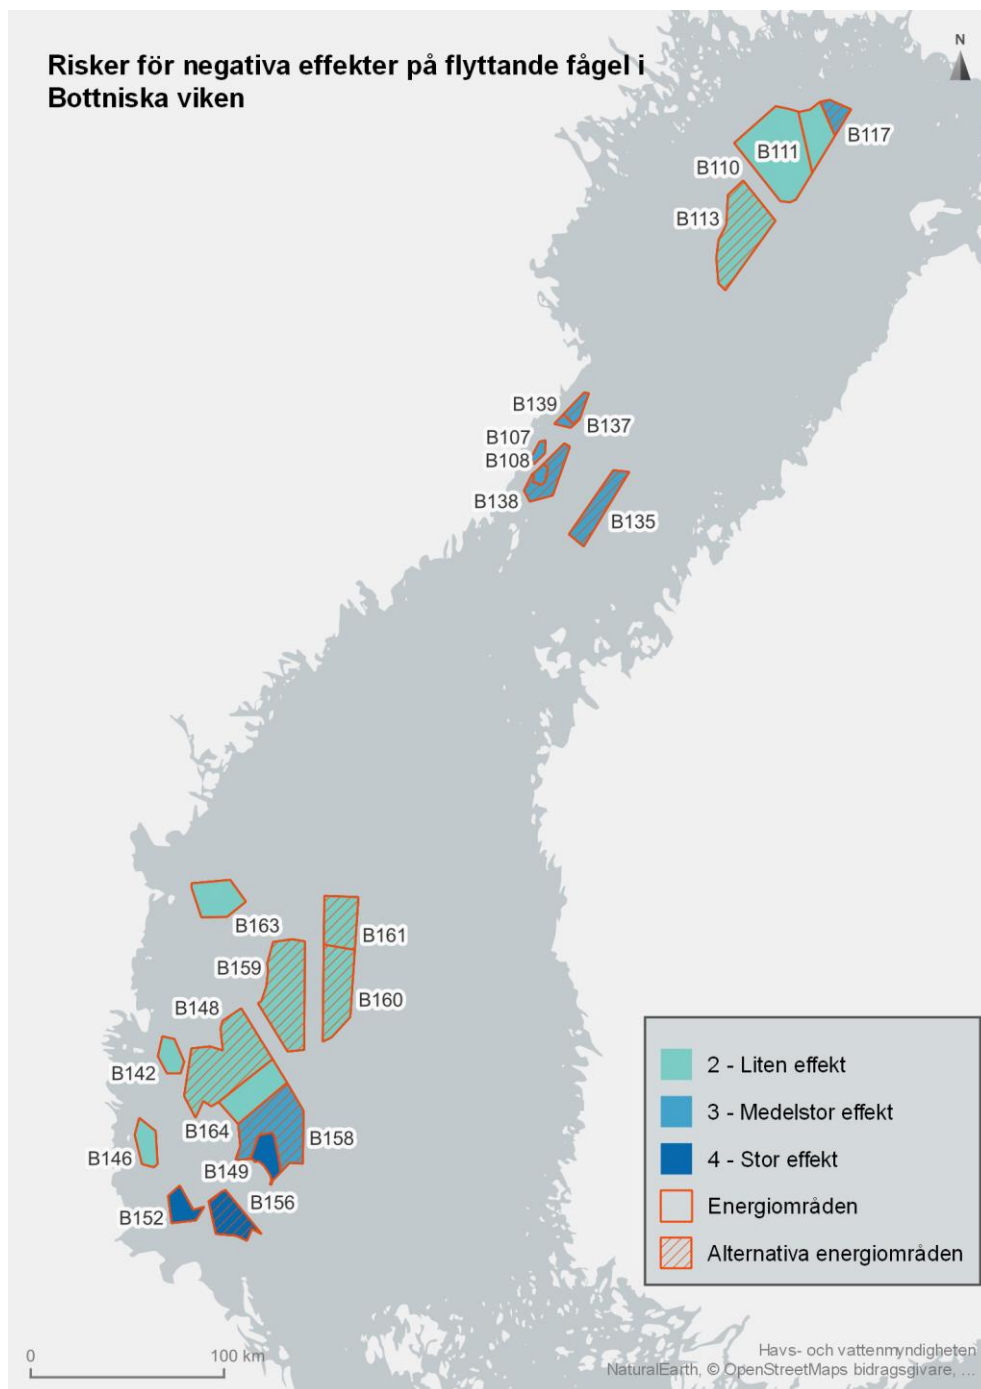 Risker för negativa effekter på flyttande fågel i
Bottniska viken
N
B117
B111
B110
B113
B139
B137
B107
B108
B138
B135
B163
B161
B159
B160
B148
B142
B164
B158
B146
B149
B156
B152
2 - Liten effekt
3 - Medelstor effekt
4 - Stor effekt
Energiområden
Alternativa energiområden
0
100 km
Havs- och vattenmyndigheten
NaturalEarth, © OpenStreetMaps bidragsgivare, ...